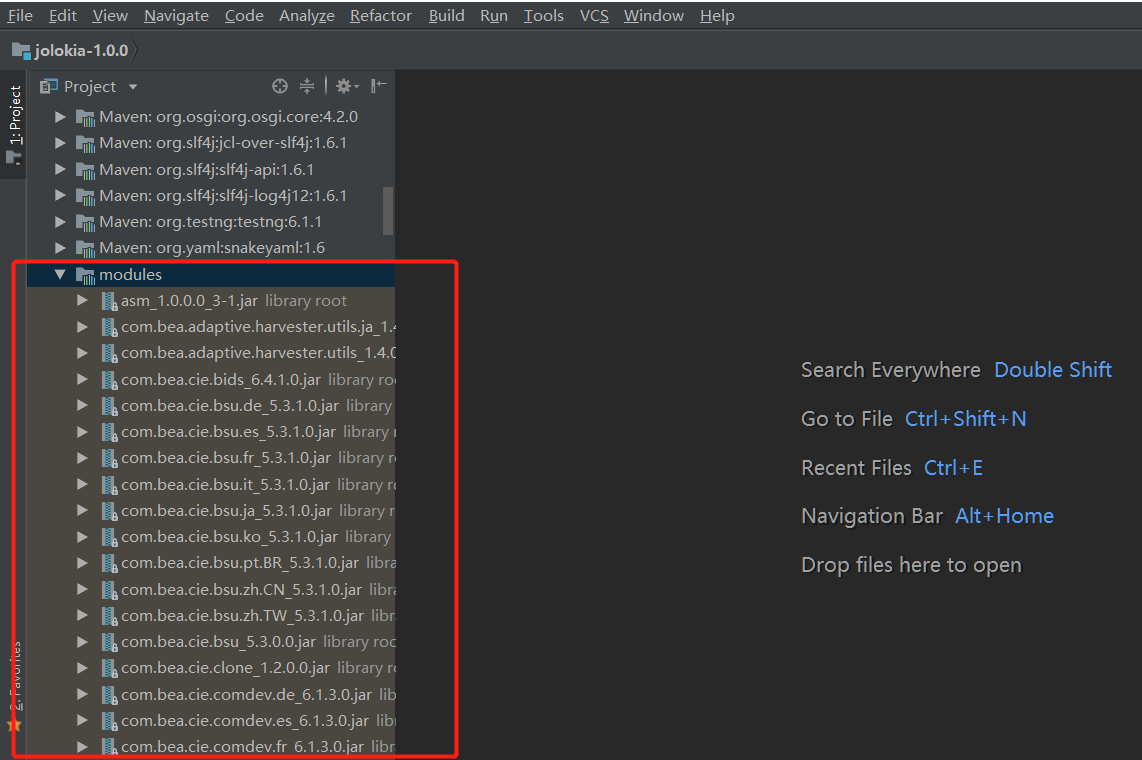 File Edit View Navigate Code Analyze Refactor Build Run Tools VCS Window Help
jolokia-1.0.0
1: Project
Project
Maven: org.osgi:org.osgi.core:4.2.0
Maven: org.slf4j:jcl-over-slf4j:1.6.1
Maven: org.slf4j:slf4j-api:1.6.1
Maven: org.slf4j:slf4j-log4j12:1.6.1
Maven: org.testng:testng:6.1.1
Maven: org.yaml:snakeyaml:1.6
modules
asm_1.0.0.0_3-1.jar library root
com.bea.adaptive.harvester.utils.ja_1.4
com.bea.adaptive.harvester.utils_1.4.0
com.bea.cie.bids_6.4.1.0.jar library roo
com.bea.cie.bsu.de_5.3.1.0.jar library
com.bea.cie.bsu.es_5.3.1.0.jar library r
com.bea.cie.bsu.fr_5.3.1.0.jar library ro
com.bea.cie.bsu.it_5.3.1.0.jar library ro
com.bea.cie.bsu.ja_5.3.1.0.jar library r
com.bea.cie.bsu.ko_5.3.1.0.jar library
com.bea.cie.bsu.pt.BR_5.3.1.0.jar libra
com.bea.cie.bsu.zh.CN_5.3.1.0.jar libra
com.bea.cie.bsu.zh.TW_5.3.1.0.jar libr
com.bea.cie.bsu_5.3.0.0.jar library roo
com.bea.cie.clone_1.2.0.0.jar library r
com.bea.cie.comdev.de_6.1.3.0.jar lib
com.bea.cie.comdev.es_6.1.3.0.jar lib
com.bea.cie.comdev.fr_6.1.3.0.jar libr
2: Favorites
Search Everywhere Double Shift
Go to File Ctrl+Shift+N
Recent Files Ctrl+E
Navigation Bar Alt+Home
Drop files here to open